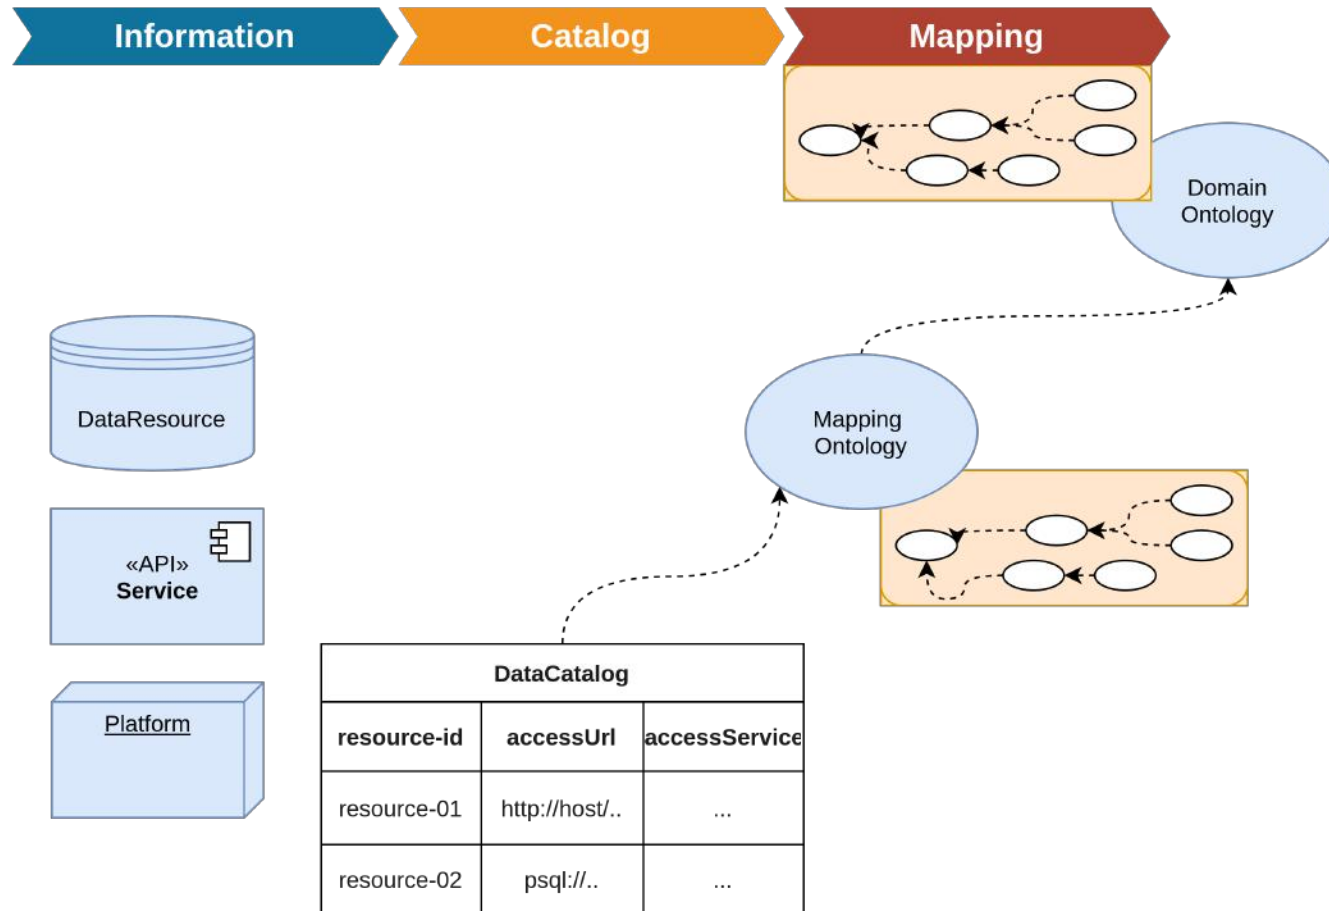 Information
Catalog
Mapping
Domain
Ontology
DataResource
Mapping
Ontology
«API»
Service
Platform
DataCatalog
resource-id accessUrl accessService
resource-01 http://host/.. ...
resource-02 psql://.. ...